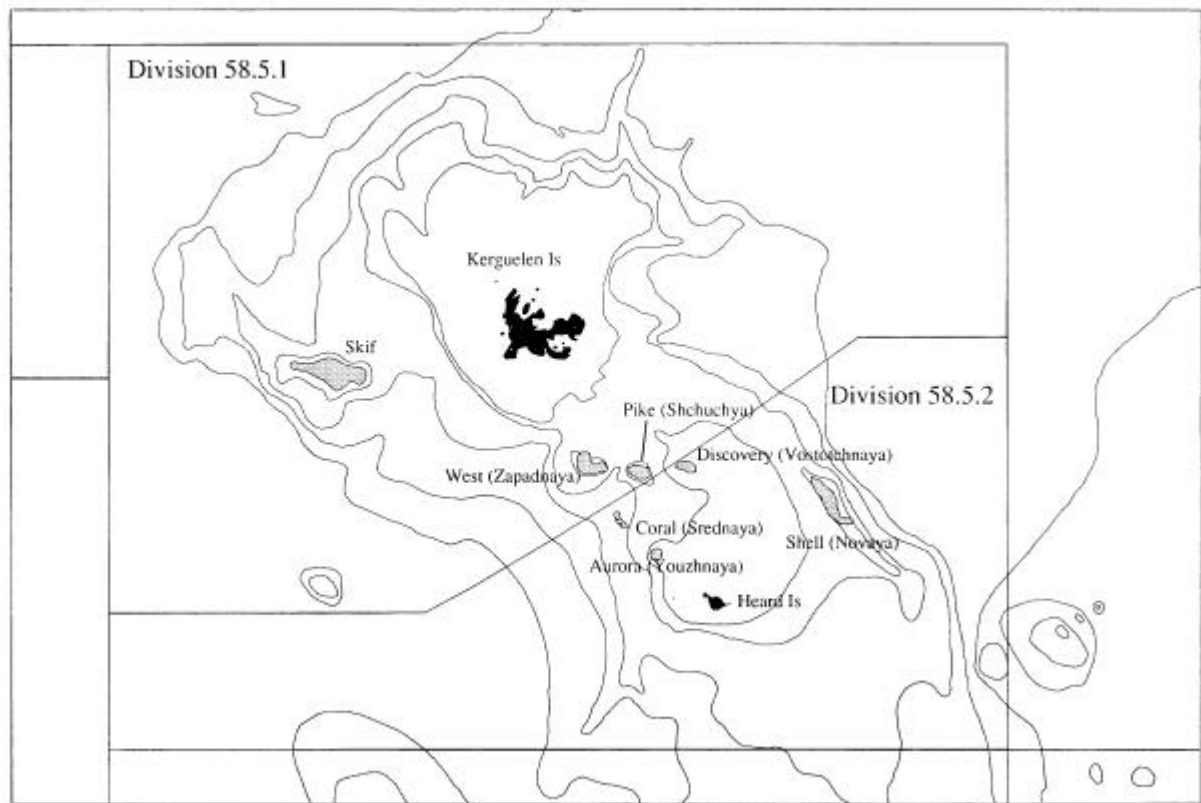 Division 58.5.1
Kerguelen Is
Skif
Division 58.5.2
Pike (Shchuchya)
West (Zapadnaya)
Discovery (Vostotchnaya)
Coral (Srednaya)
Shell (Novaya)
Aurora (Youzhnaya)
Heard Is